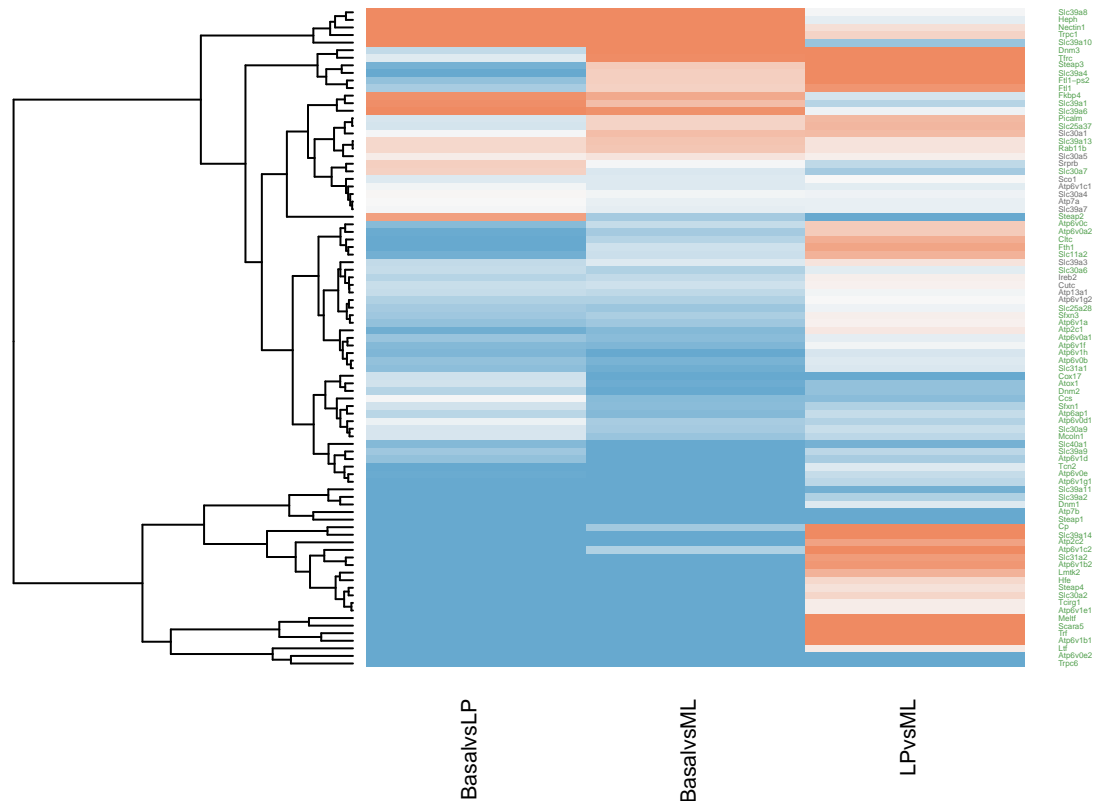 Slc39a8
Heph
Nectin1
Trpc1
Slc39a10
Dnm3
Tfrc
Steap3
Slc39a4
Ftl1-ps2
Ftl1
Fkbp4
Slc39a1
Slc39a6
Picalm
Slc25a37
Slc30a1
Slc39a13
Rab11b
Slc30a5
Srprb
Slc30a7
Sco1
Atp6v1c1
Slc30a4
Atp7a
Slc39a7
Steap2
Atp6v0c
Atp6v0a2
Cltc
Fth1
Slc11a2
Slc39a3
Slc30a6
Ireb2
Cutc
Atp13a1
Atp6v1g2
Slc25a28
Sfxn3
Atp6v1a
Atp2c1
Atp6v0a1
Atp6v1f
Atp6v1h
Atp6v0b
Slc31a1
Cox17
Atox1
Dnm2
Ccs
Sfxn1
Atp6ap1
Atp6v0d1
Slc30a9
Mcoln1
Slc40a1
Slc39a9
Atp6v1d
Tcn2
Atp6v0e
Atp6v1g1
Slc39a11
Slc39a2
Dnm1
Atp7b
Steap1
Cp
Slc39a14
Atp2c2
Atp6v1c2
Slc31a2
Atp6v1b2
Lmtk2
Hfe
Steap4
Slc30a2
Tcirg1
Atp6v1e1
Meltf
Scara5
Trf
Atp6v1b1
Ltf
Atp6v0e2
Trpc6
BasalvsLP
BasalvsML
LPvsML